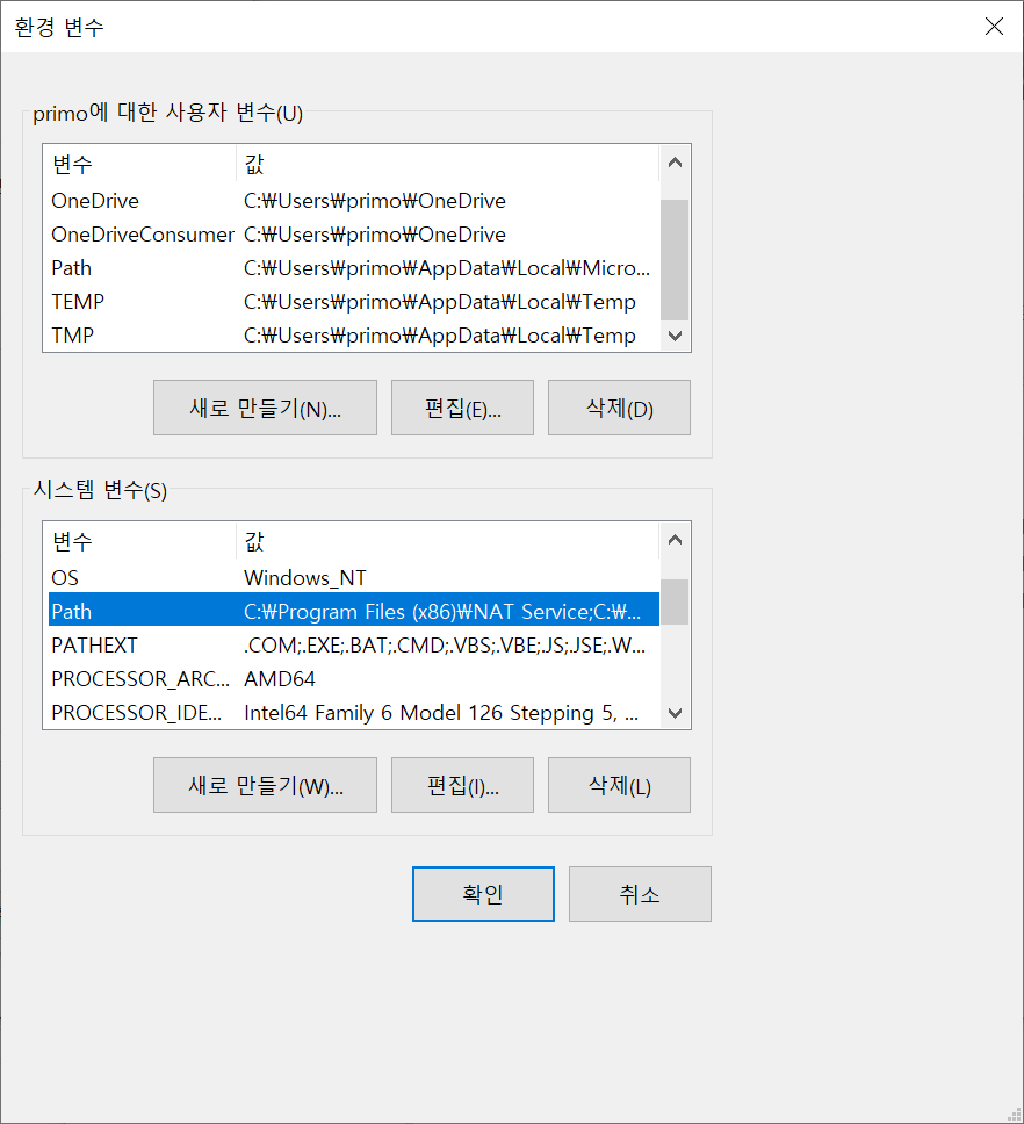 환경 변수
primo에 대한 사용자 변수(U)
변수 값
OneDrive C:₩Users₩primo₩OneDrive
OneDriveConsumer C:₩Users₩primo₩OneDrive
Path C:₩Users₩primo₩AppData₩Local₩Micro...
TEMP C:₩Users₩primo₩AppData₩Local₩Temp
TMP C:₩Users₩primo₩AppData₩Local₩Temp
새로 만들기(N)... 편집(E)... 삭제(D)
시스템 변수(S)
변수 값
OS Windows_NT
Path C:₩Program Files (x86)₩NAT Service;C:₩...
PATHEXT .COM;.EXE;.BAT;.CMD;.VBS;.VBE;.JS;.JSE;.W...
PROCESSOR_ARC... AMD64
PROCESSOR_IDE... Intel64 Family 6 Model 126 Stepping 5, ...
새로 만들기(W)... 편집(I)... 삭제(L)
확인 취소